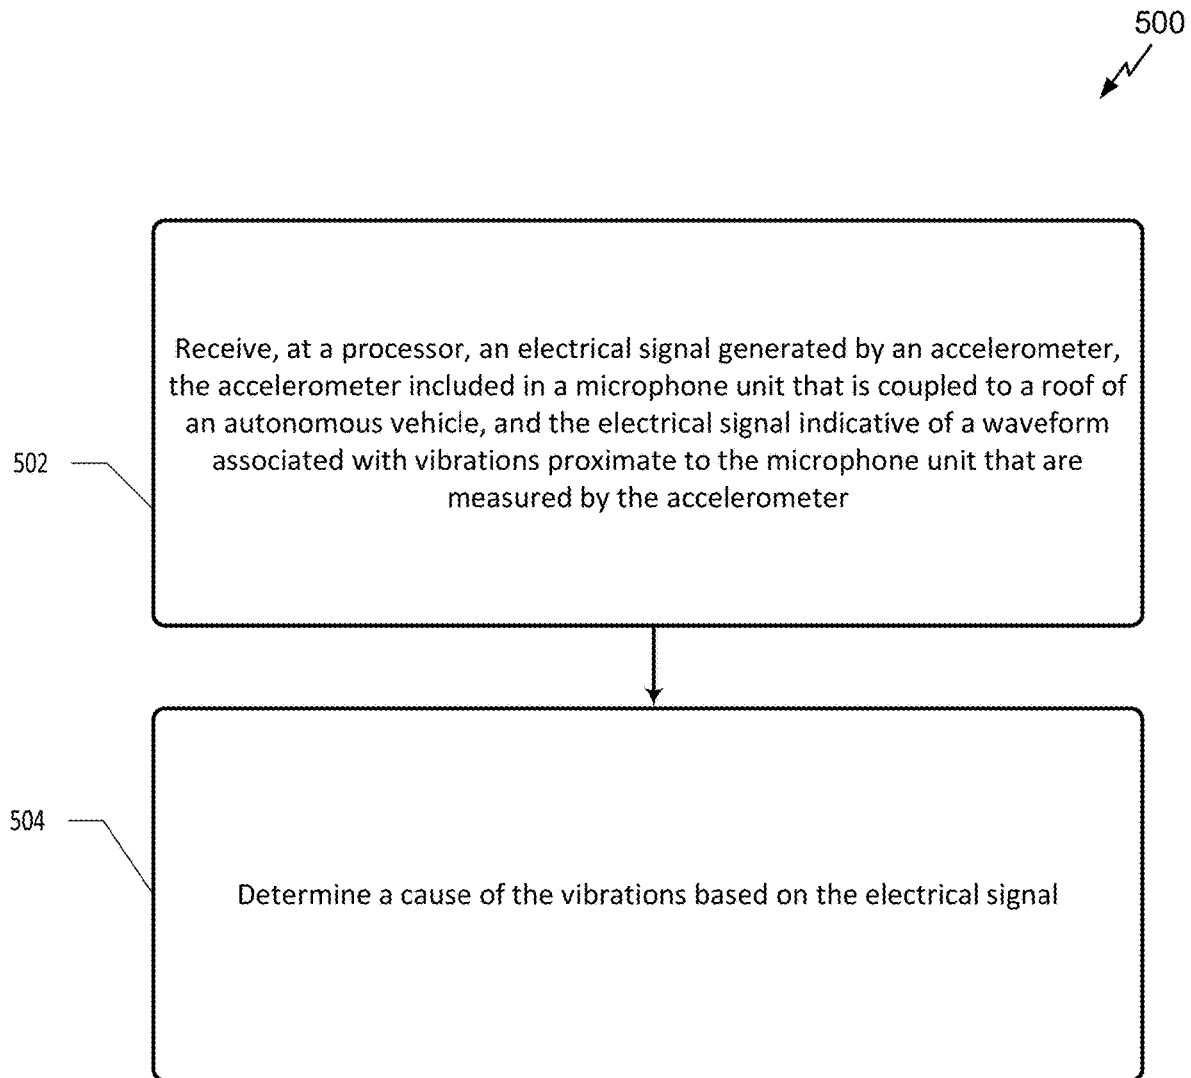 500
Receive, at a processor, an electrical signal generated by an accelerometer,
the accelerometer included in a microphone unit that is coupled to a roof of
an autonomous vehicle, and the electrical signal indicative of a waveform
associated with vibrations proximate to the microphone unit that are
measured by the accelerometer
502
504
Determine a cause of the vibrations based on the electrical signal